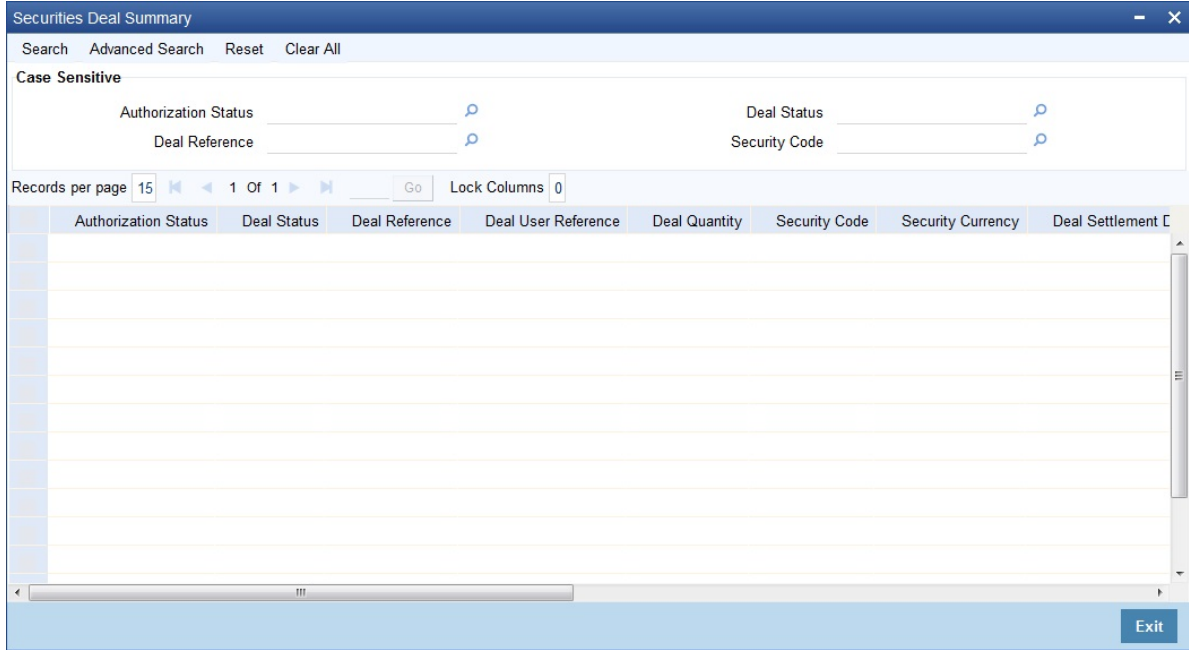 Securities Deal Summary
Search Advanced Search Reset Clear All
Case Sensitive
Authorization Status Deal Status
Deal Reference Security Code
Records per page 15 1 Of 1 Go Lock Columns 0
Authorization Status Deal Status Deal Reference Deal User Reference Deal Quantity Security Code Security Currency Deal Settlement D
Exit